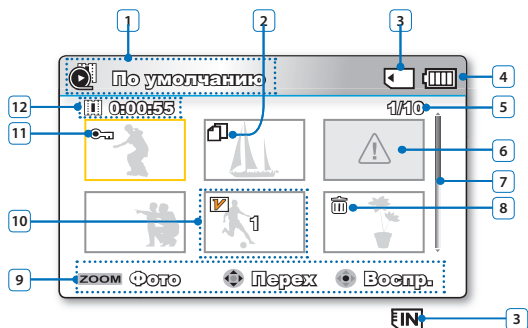 1
2
3
По умолчанию
4
12
0:00:55
1/10
5
11
6
7
8
10
V
1
9
ZOOM Фото
Перех
Воспр.
IN
3